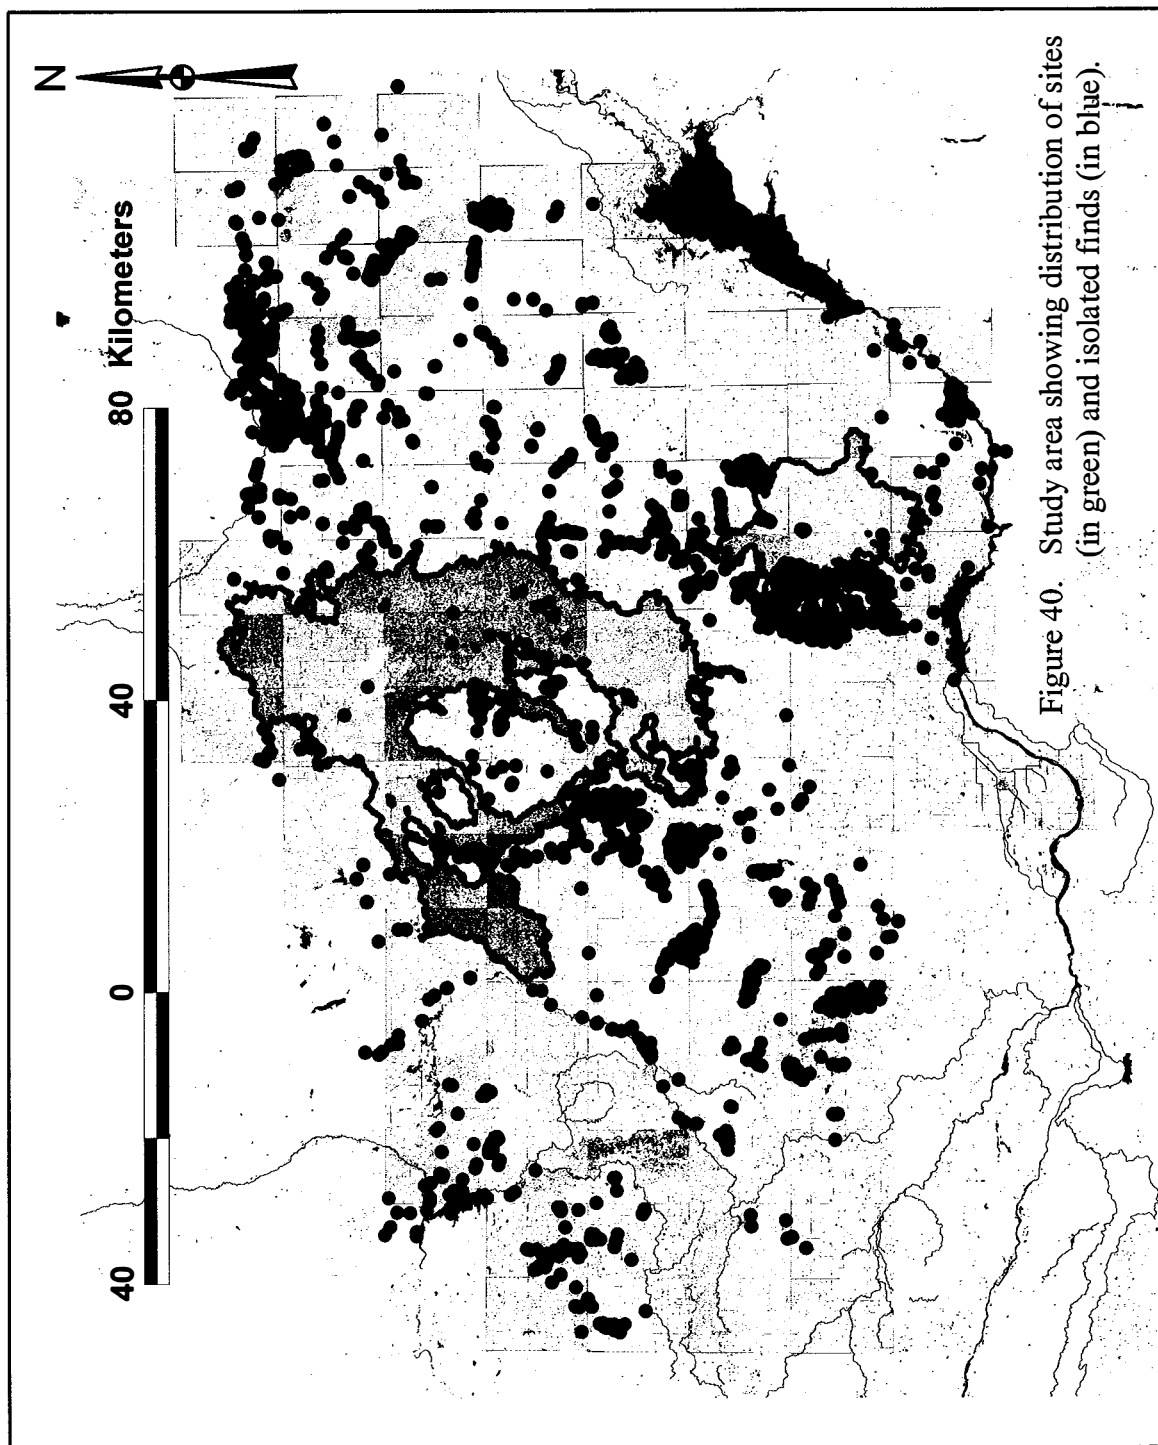 N
40 0 40 80 Kilometers
Figure 40. Study area showing distribution of sites
(in green) and isolated finds (in blue).